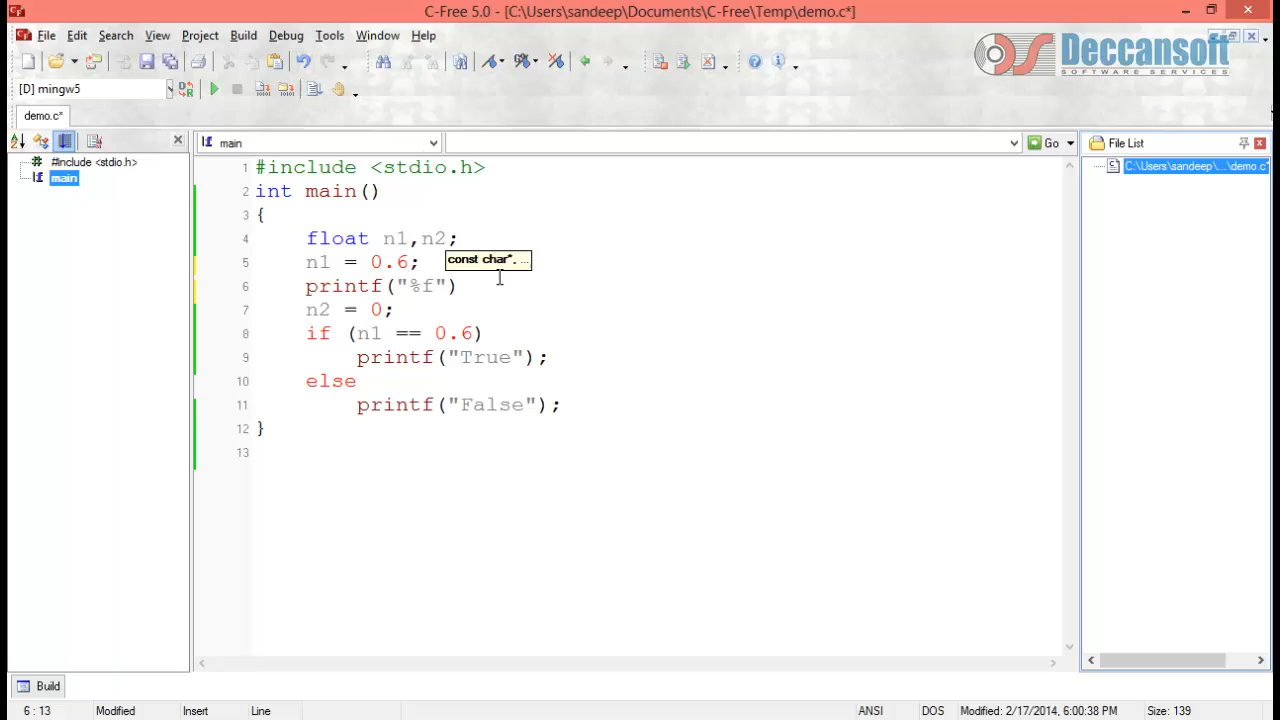 C-Free 5.0 - [C:\Users\sandeep\Documents\C-Free\Temp\demo.c*]
File Edit Search View Project Build Debug Tools Window Help
Deccansoft
SOFTWARE SERVICES
[D] mingw5
demo.c*
main
Go
File List
#include <stdio.h>
main
C:\Users\sandeep\...\demo.c*
1 #include <stdio.h>
2 int main()
3 {
4 float n1,n2;
5 n1 = 0.6;
const char*, ...
6 printf("%f")
7 n2 = 0;
8 if (n1 == 0.6)
9 printf("True");
10 else
11 printf("False");
12 }
13
Build
6 : 13 Modified Insert Line ANSI DOS Modified: 2/17/2014, 6:00:38 PM Size: 139